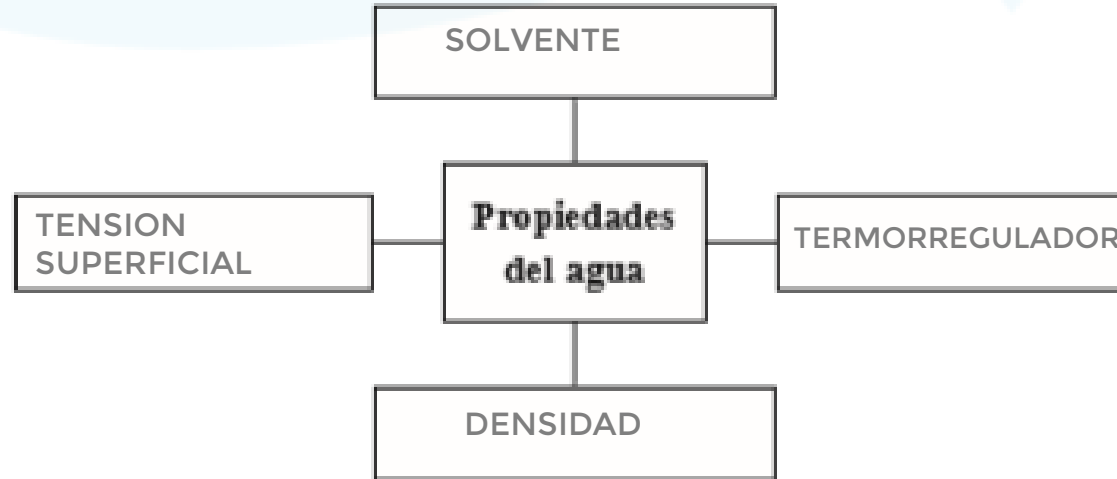 SOLVENTE
TENSION
SUPERFICIAL
Propiedades
del agua
TERMORREGULADOR
DENSIDAD